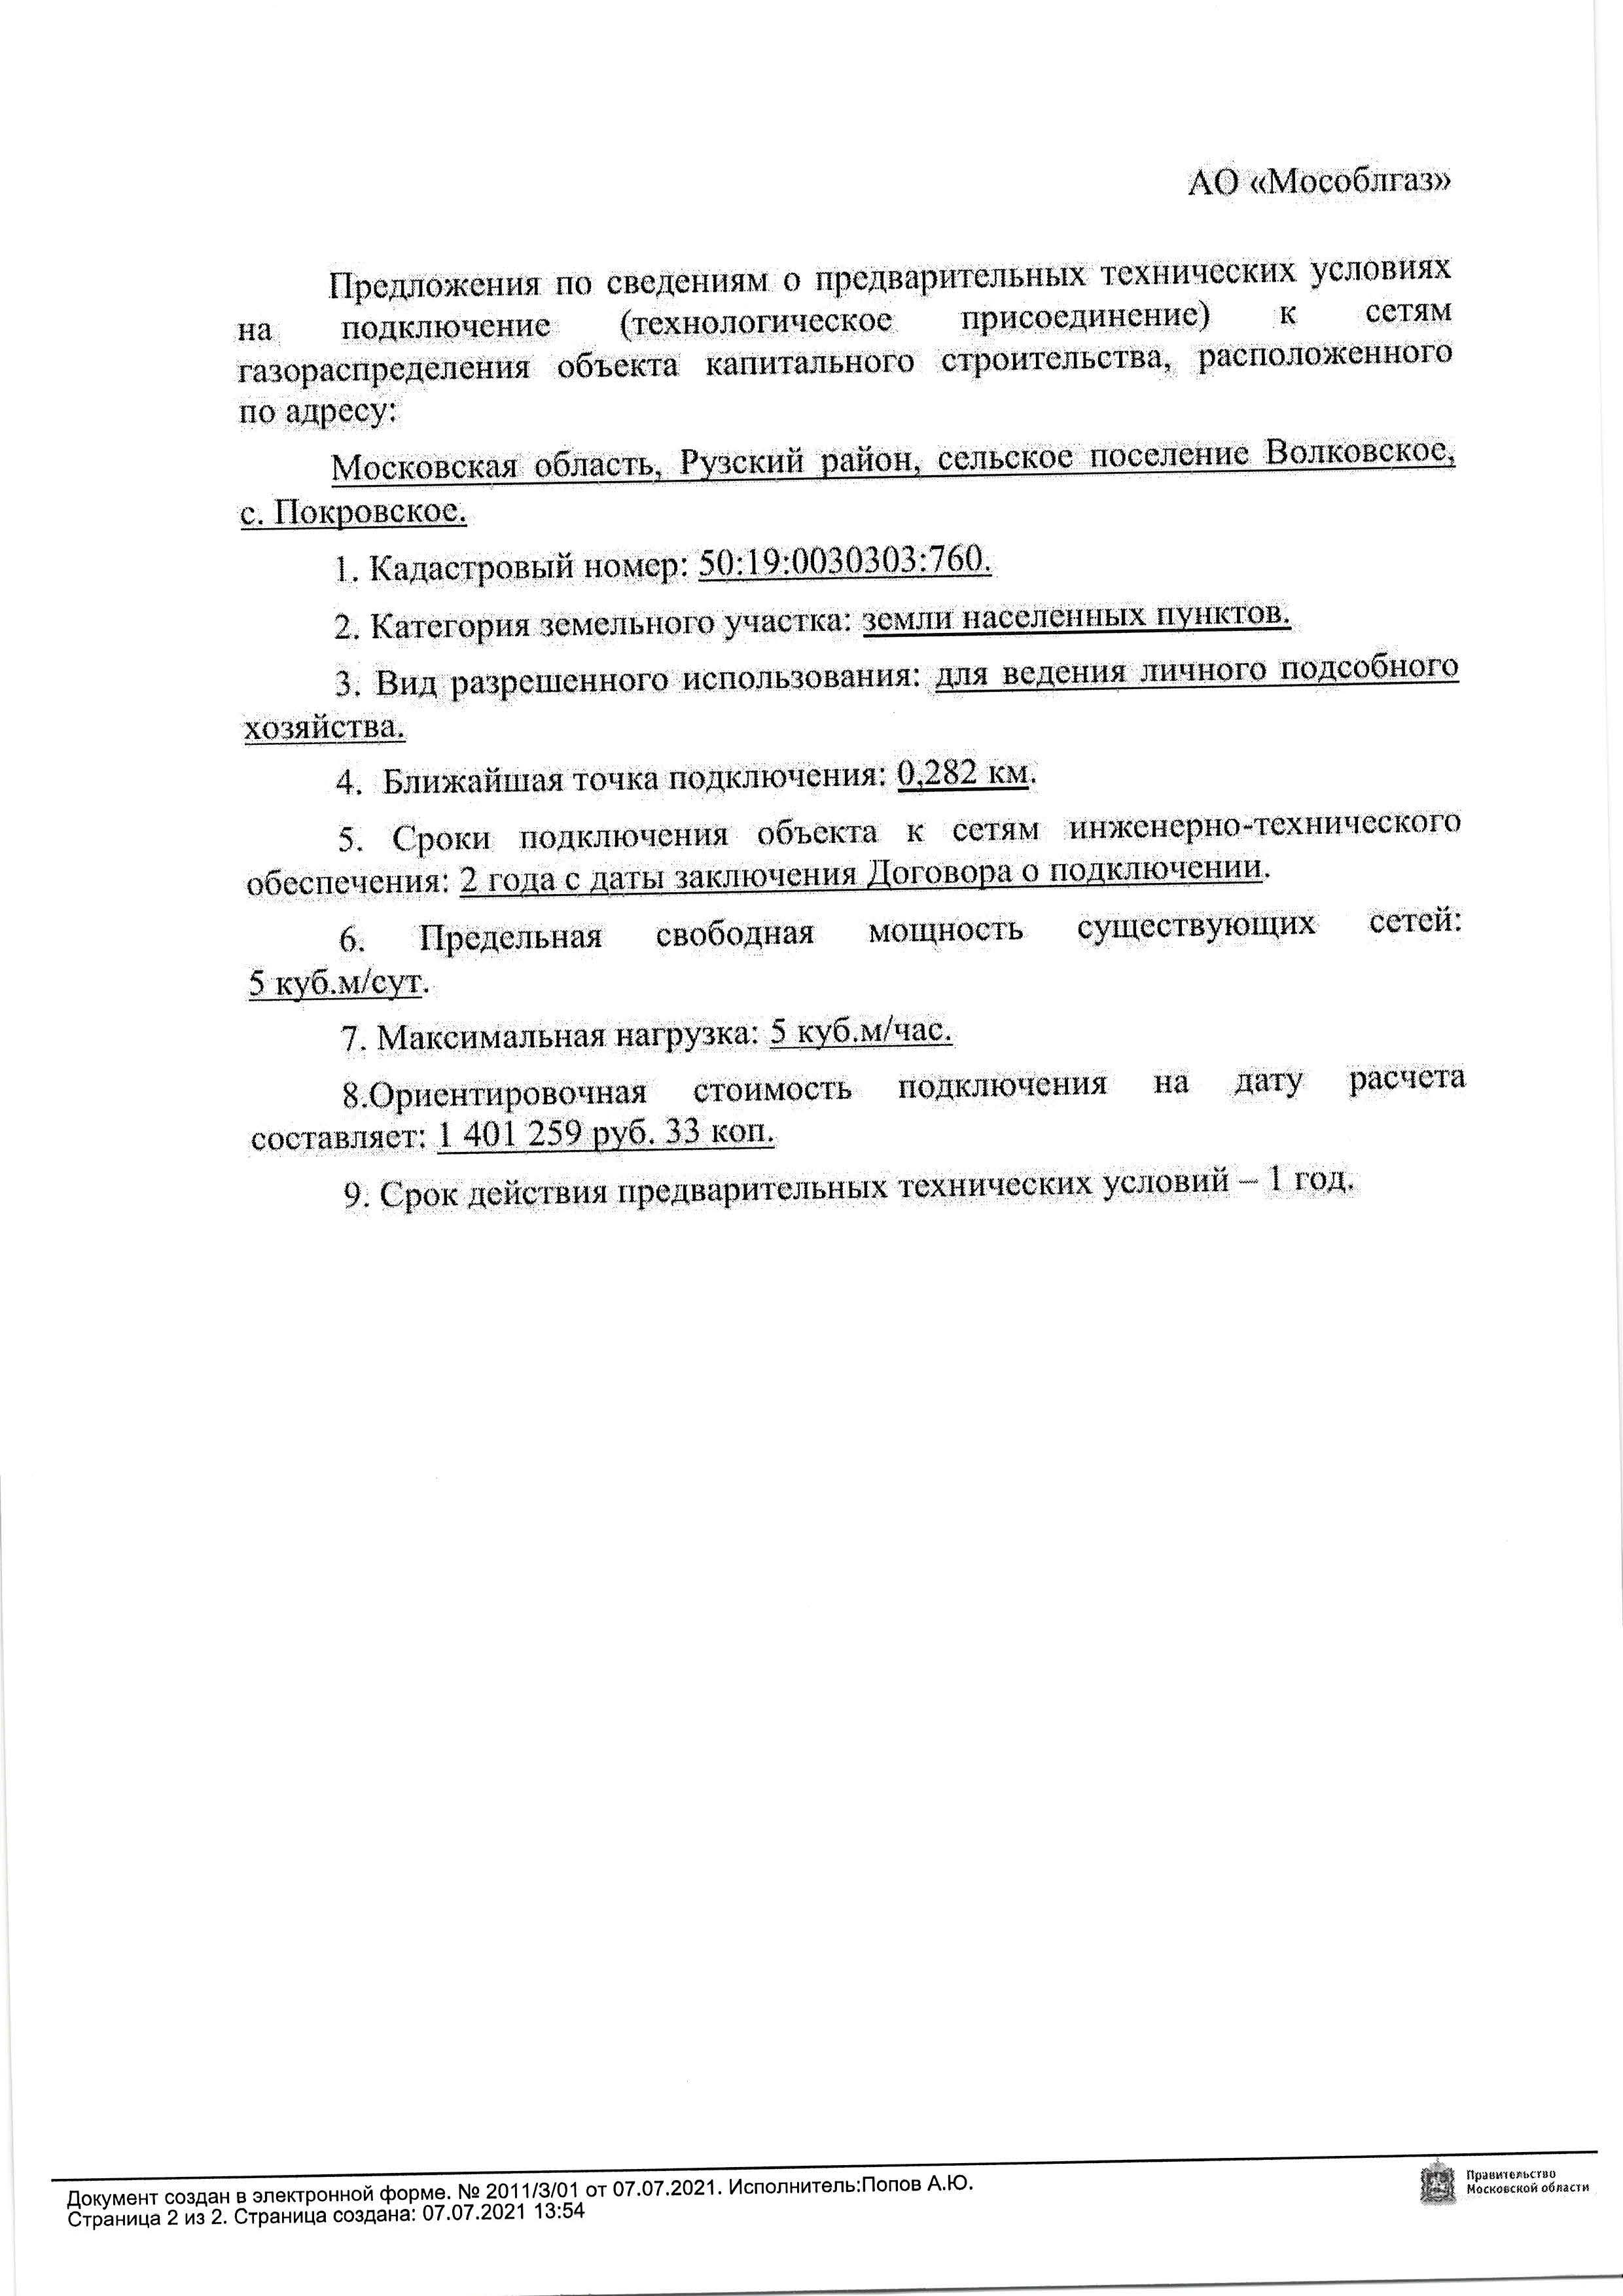 АО «Мособлгаз»
Предложения по сведениям о предварительных технических условиях
на подключение (технологическое присоединение) к сетям
газораспределения объекта капитального строительства, расположенного
по адресу:
Московская область, Рузский район, сельское поселение Волковское,
с. Покровское.
1. Кадастровый номер: 50:19:0030303:760.
2. Категория земельного участка: земли населенных пунктов.
3. Вид разрешенного использования: для ведения личного подсобного
хозяйства.
4. Ближайшая точка подключения: 0,282 км.
5. Сроки подключения объекта к сетям инженерно-технического
обеспечения: 2 года с даты заключения Договора о подключении.
6. Предельная свободная мощность существующих сетей:
5 куб.м/сут.
7. Максимальная нагрузка: 5 куб.м/час.
8.Ориентировочная стоимость подключения на дату расчета
составляет: 1 401 259 руб. 33 коп.
9. Срок действия предварительных технических условий – 1 год.
Документ создан в электронной форме. № 2011/3/01 от 07.07.2021. Исполнитель:Попов А.Ю.
Страница 2 из 2. Страница создана: 07.07.2021 13:54
Правительство
Московской области